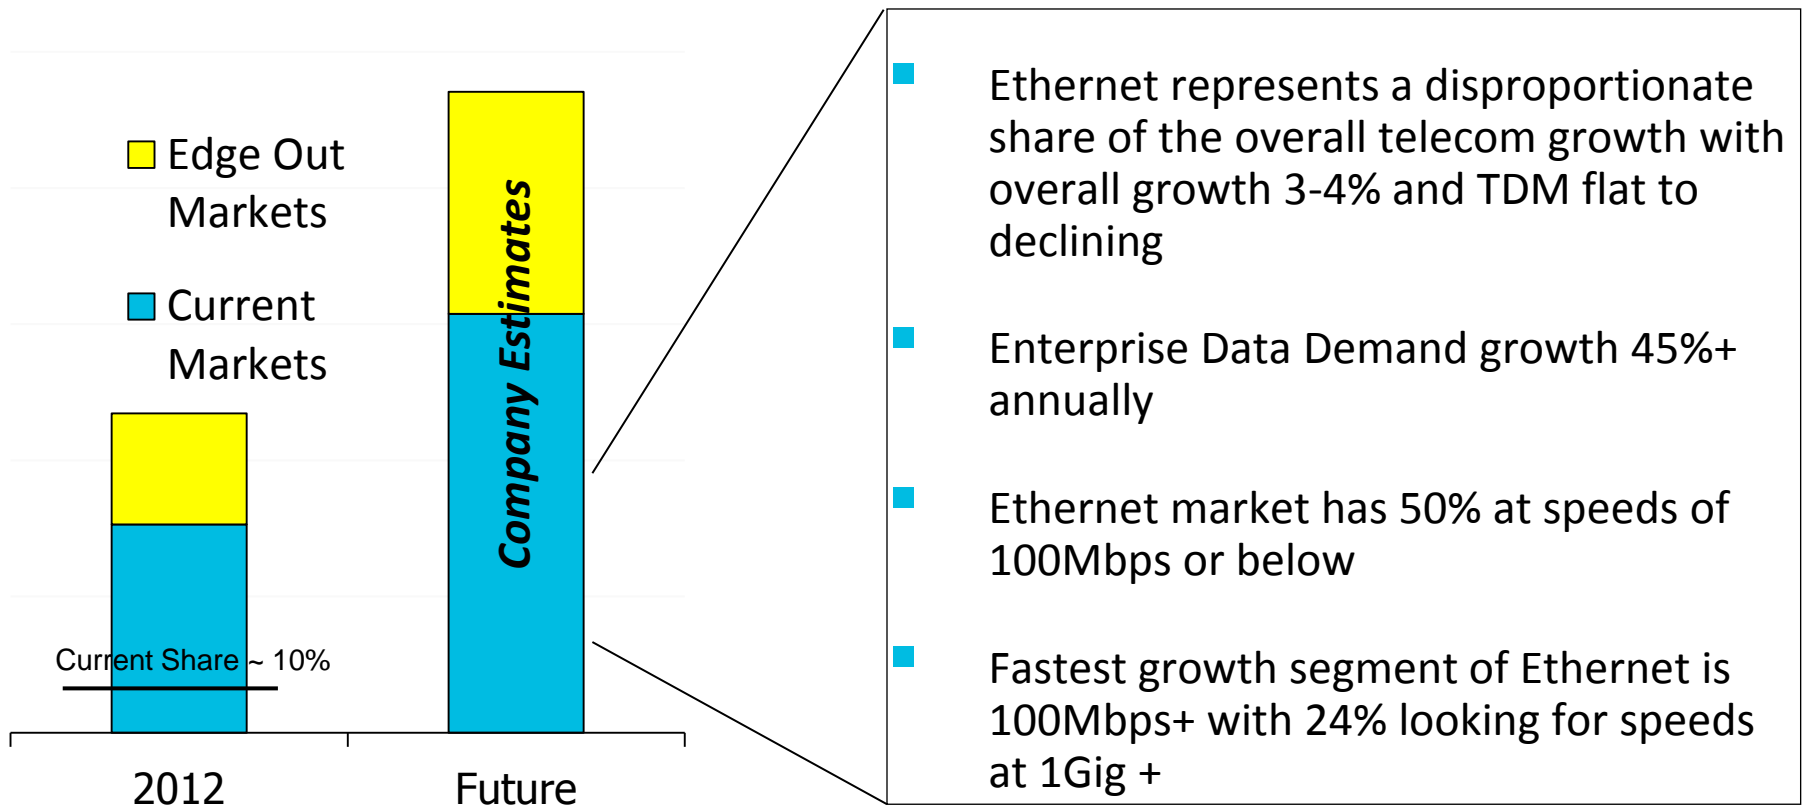 Edge Out
Markets
Current
Markets
Company Estimates
Current Share ~ 10%
2012
Future
Ethernet represents a disproportionate
share of the overall telecom growth with
overall growth 3-4% and TDM flat to
declining
Enterprise Data Demand growth 45%+
annually
Ethernet market has 50% at speeds of
100Mbps or below
Fastest growth segment of Ethernet is
100Mbps+ with 24% looking for speeds
at 1Gig +